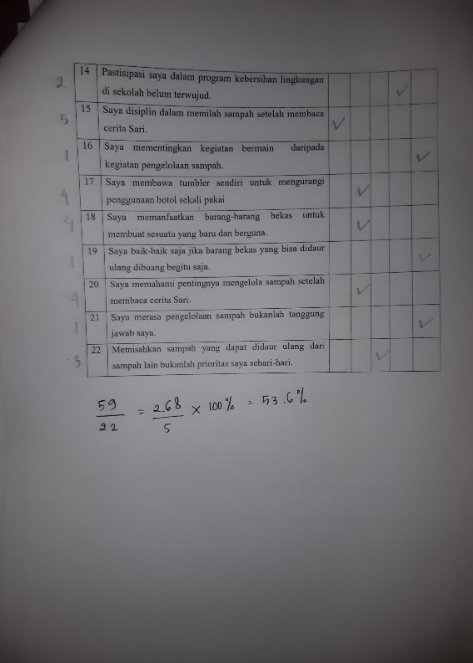 2 14 Pastisipasi saya dalam program kebersihan lingkungan
di sekolah belum terwujud. ✓
5 15 Saya disiplin dalam memilah sampah setelah membaca
cerita Sari. ✓
1 16 Saya mementingkan kegiatan bermain daripada
kegiatan pengelolaan sampah. ✓
4 17 Saya membawa tumbler sendiri untuk mengurangi
penggunaan botol sekali pakai ✓
4 18 Saya memanfaatkan barang-barang bekas untuk
membuat sesuatu yang baru dan berguna. ✓
1 19 Saya baik-baik saja jika barang bekas yang bisa didaur
ulang dibuang begitu saja. ✓
4 20 Saya memahami pentingnya mengelola sampah setelah
membaca cerita Sari. ✓
1 21 Saya merasa pengelolaan sampah bukanlah tanggung
jawab saya. ✓
3 22 Memisahkan sampah yang dapat didaur ulang dari
sampah lain bukanlah prioritas saya sehari-hari. ✓
59 = 2.68 × 100% = 53.6%
22 5